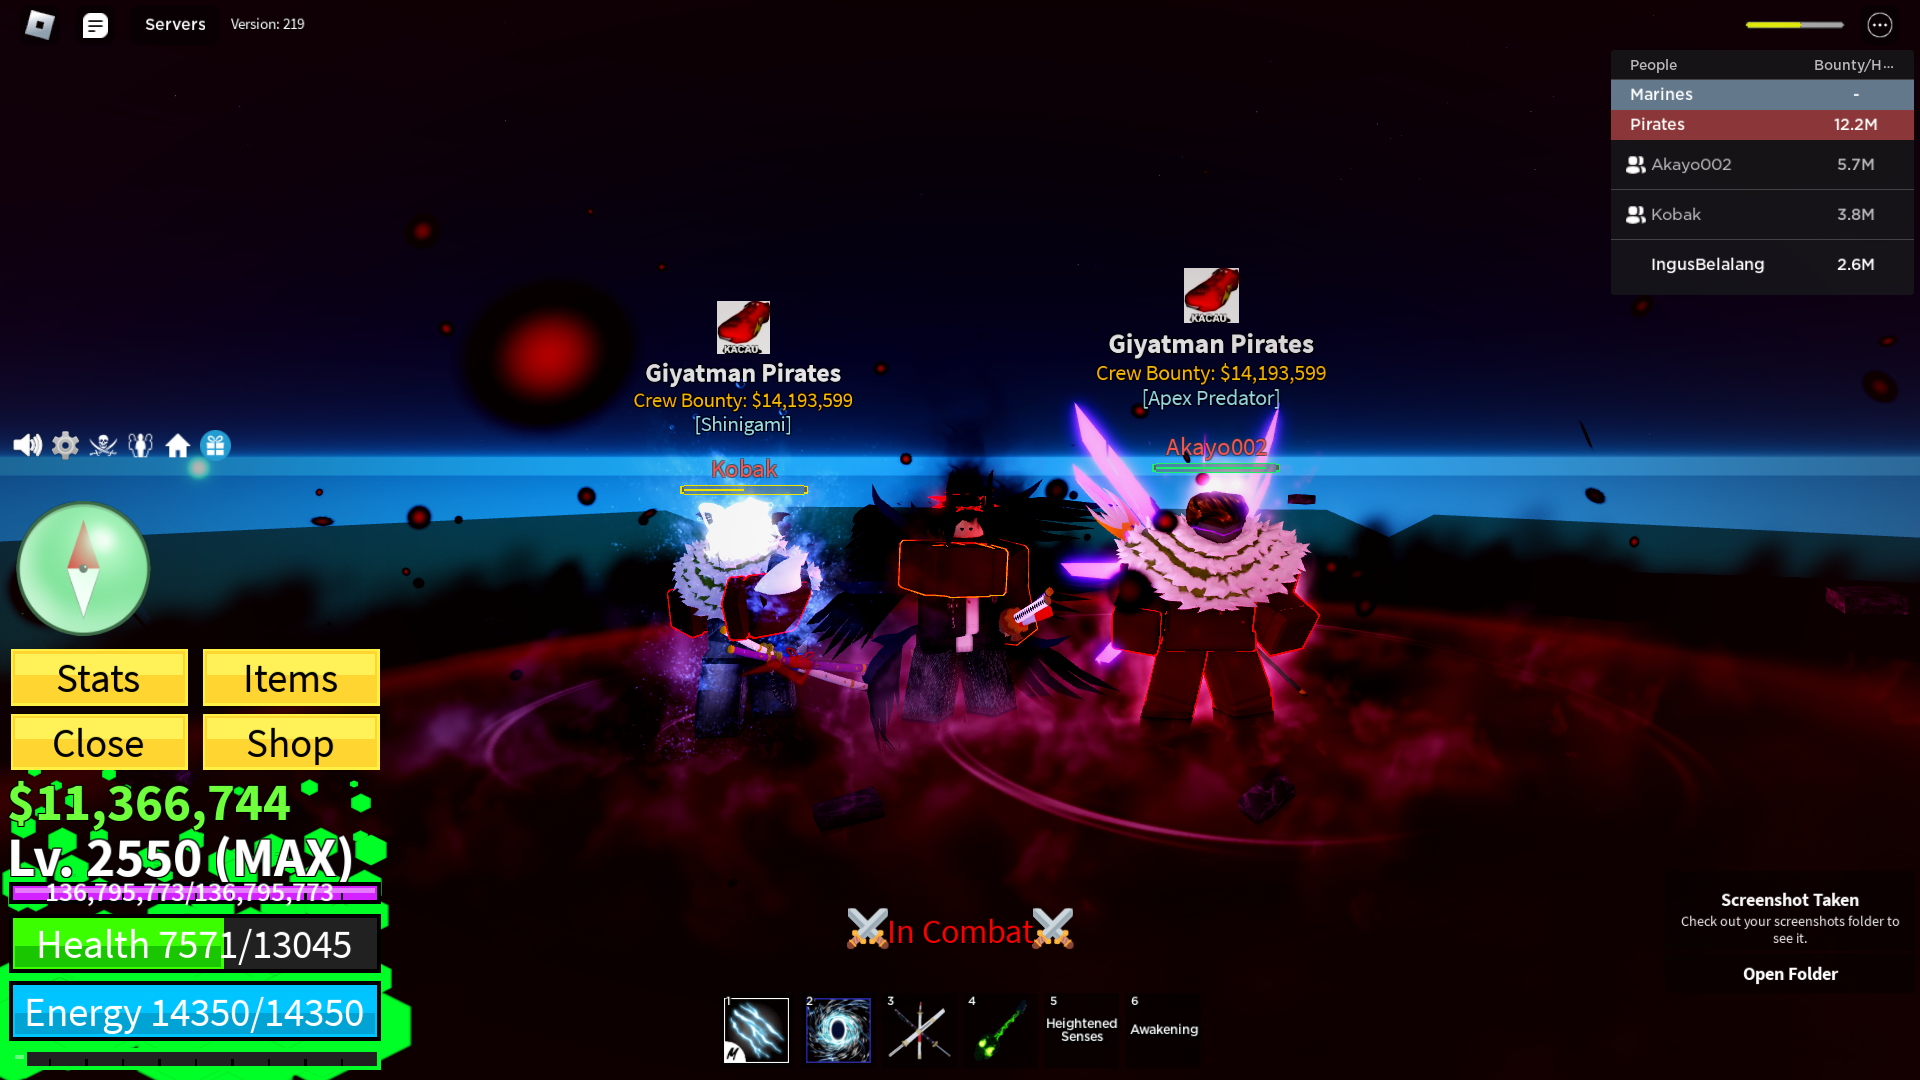 Servers
Version: 219
People Bounty/H...
Marines -
Pirates 12.2M
Akayo002 5.7M
Kobak 3.8M
IngusBelalang 2.6M
KACAU
Giyatman Pirates
Crew Bounty: $14,193,599
[Shinigami]
Kobak
KACAU
Giyatman Pirates
Crew Bounty: $14,193,599
[Apex Predator]
Akayo002
Stats
Items
Close
Shop
$11,366,744
Lv. 2550 (MAX)
136,795,773/136,795,773
Health 7571/13045
Energy 14350/14350
In Combat
1
M
2
3
4
5
Heightened
Senses
6
Awakening
Screenshot Taken
Check out your screenshots folder to
see it.
Open Folder